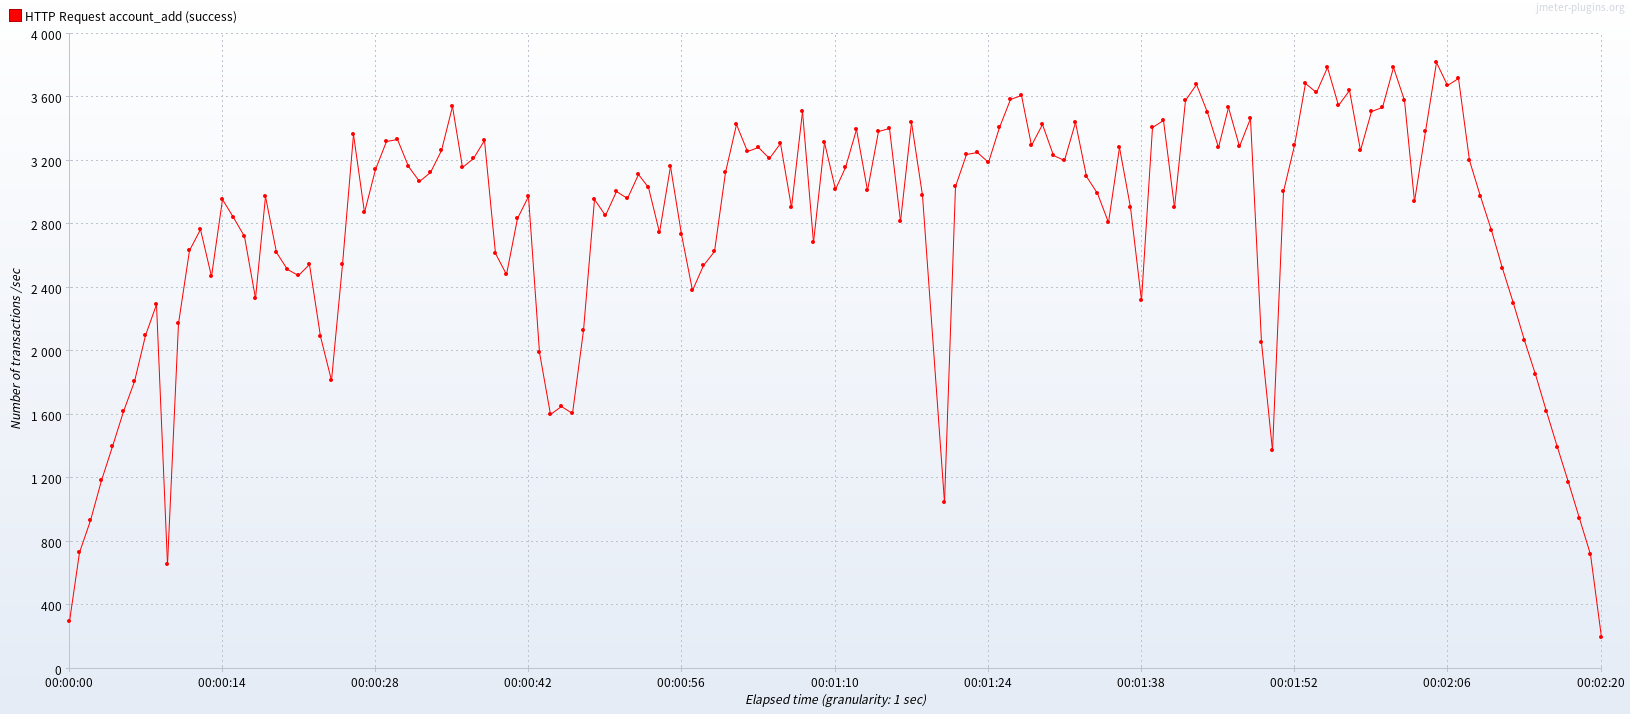 HTTP Request account_add (success)
jmeter-plugins.org
4 000
3 600
3 200
2 800
2 400
2 000
1 600
1 200
800
400
0
Number of transactions /sec
00:00:00 00:00:14 00:00:28 00:00:42 00:00:56 00:01:10 00:01:24 00:01:38 00:01:52 00:02:06 00:02:20
Elapsed time (granularity: 1 sec)